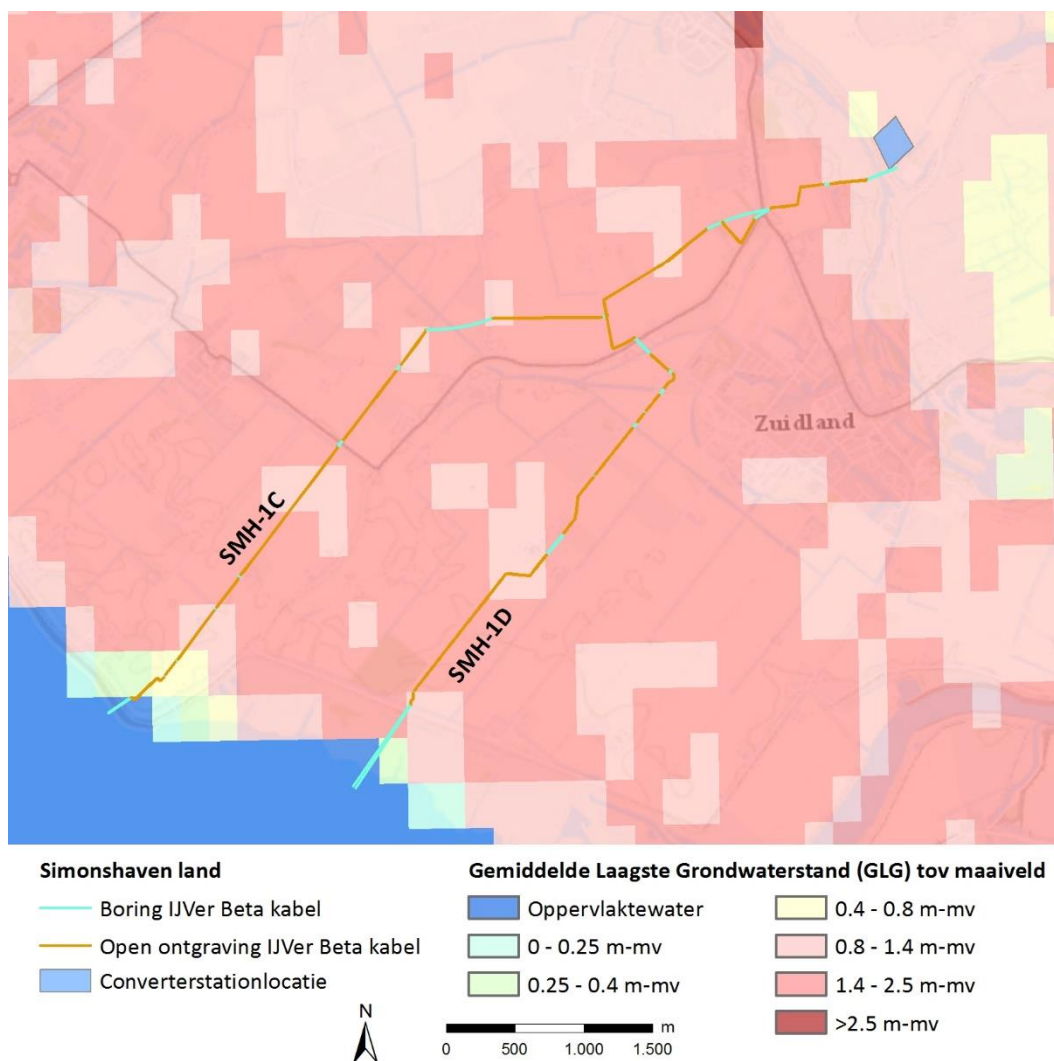 Zuidland
SMH-1C
SMH-1D
Simonshaven land
Boring IJVer Beta kabel
Open ontgraving IJVer Beta kabel
Converterstationlocatie
Gemiddelde Laagste Grondwaterstand (GLG) tov maaiveld
Oppervlaktewater
0 - 0.25 m-mv
0.25 - 0.4 m-mv
0.4 - 0.8 m-mv
0.8 - 1.4 m-mv
1.4 - 2.5 m-mv
>2.5 m-mv
N
m
0 500 1.000 1.500